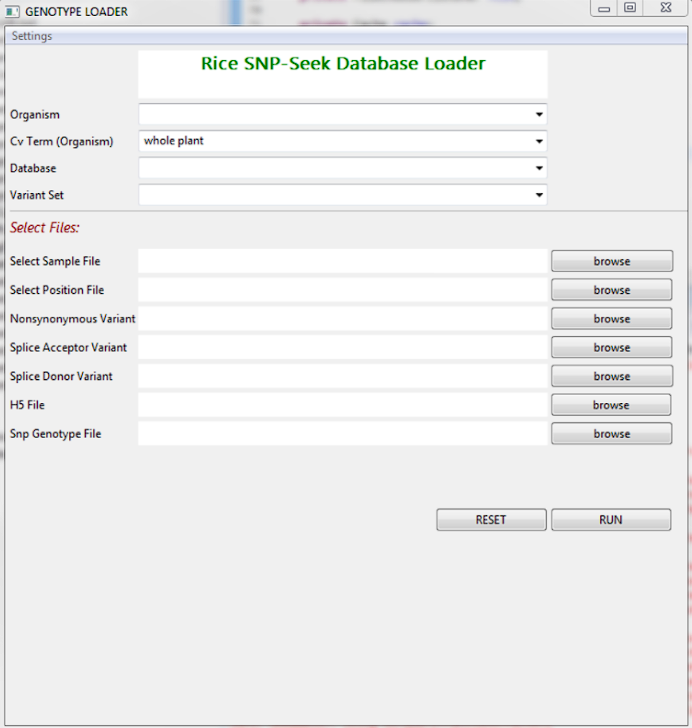 GENOTYPE LOADER
Settings
Rice SNP-Seek Database Loader
Organism
Cv Term (Organism) whole plant
Database
Variant Set
Select Files:
Select Sample File browse
Select Position File browse
Nonsynonymous Variant browse
Splice Acceptor Variant browse
Splice Donor Variant browse
H5 File browse
Snp Genotype File browse
RESET RUN